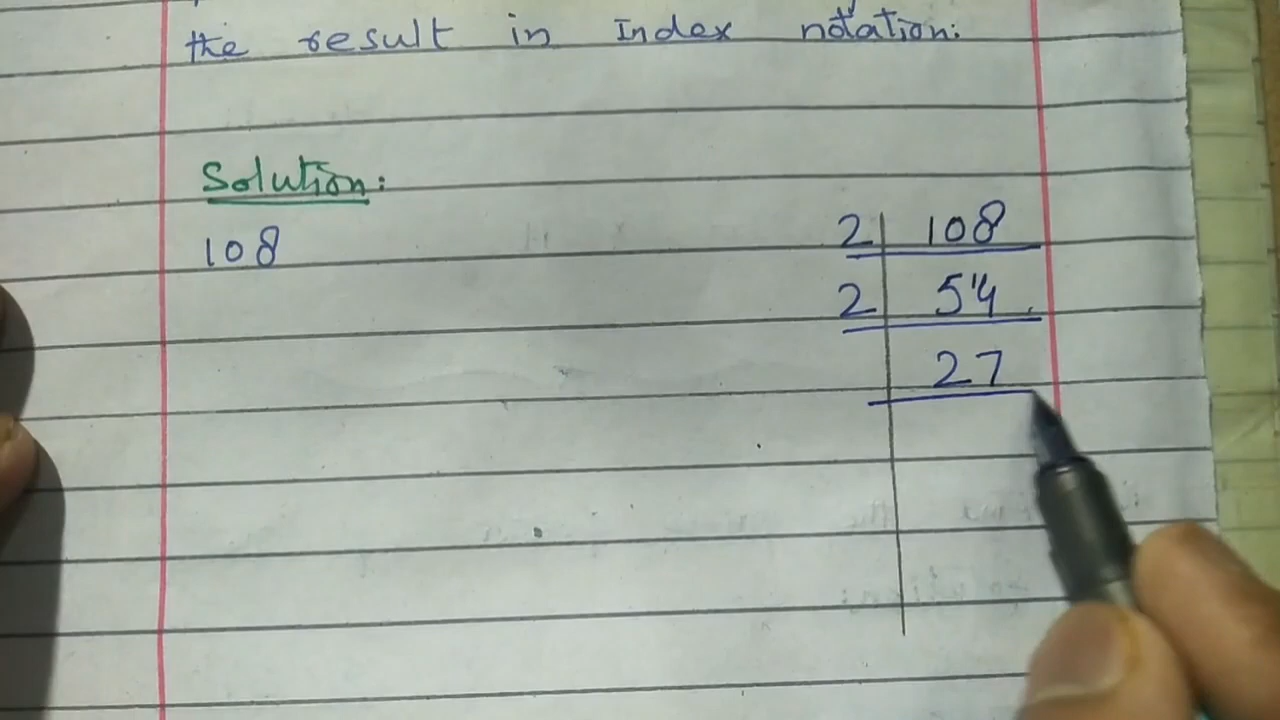 the result in Index notation:
Solution:
108
2 108
2 54
27